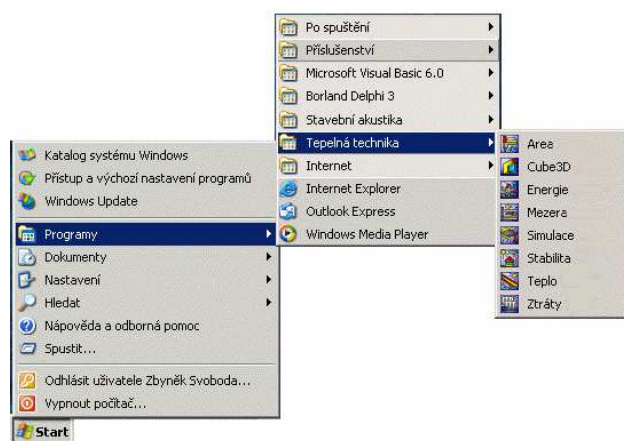 Po spuštění
Příslušenství
Microsoft Visual Basic 6.0
Borland Delphi 3
Stavební akustika
Tepelná technika
Internet
Internet Explorer
Outlook Express
Windows Media Player
Area
Cube3D
Energie
Mezera
Simulace
Stabilita
Teplo
Ztráty
Katalog systému Windows
Přístup a výchozí nastavení programů
Windows Update
Programy
Dokumenty
Nastavení
Hledat
Nápověda a odborná pomoc
Spustit...
Odhlásit uživatele Zbyněk Svoboda...
Vypnout počítač...
Start